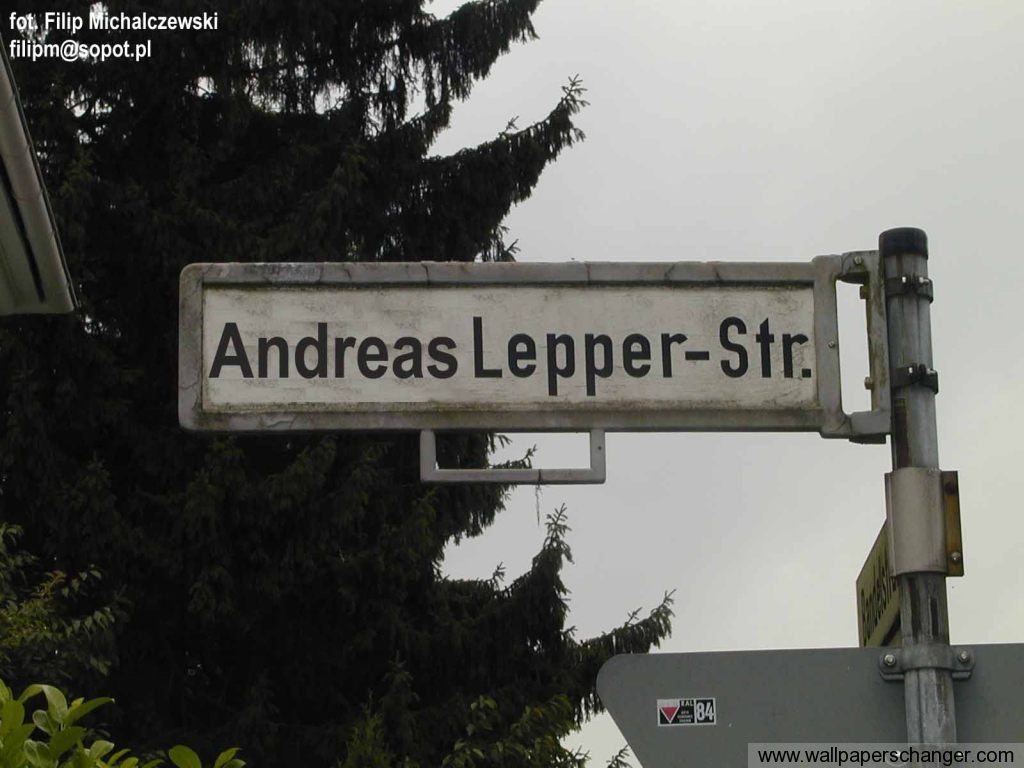 fot. Filip Michalczewski
filipm@sopot.pl
Andreas Lepper-Str.
84
www.wallpaperschanger.com